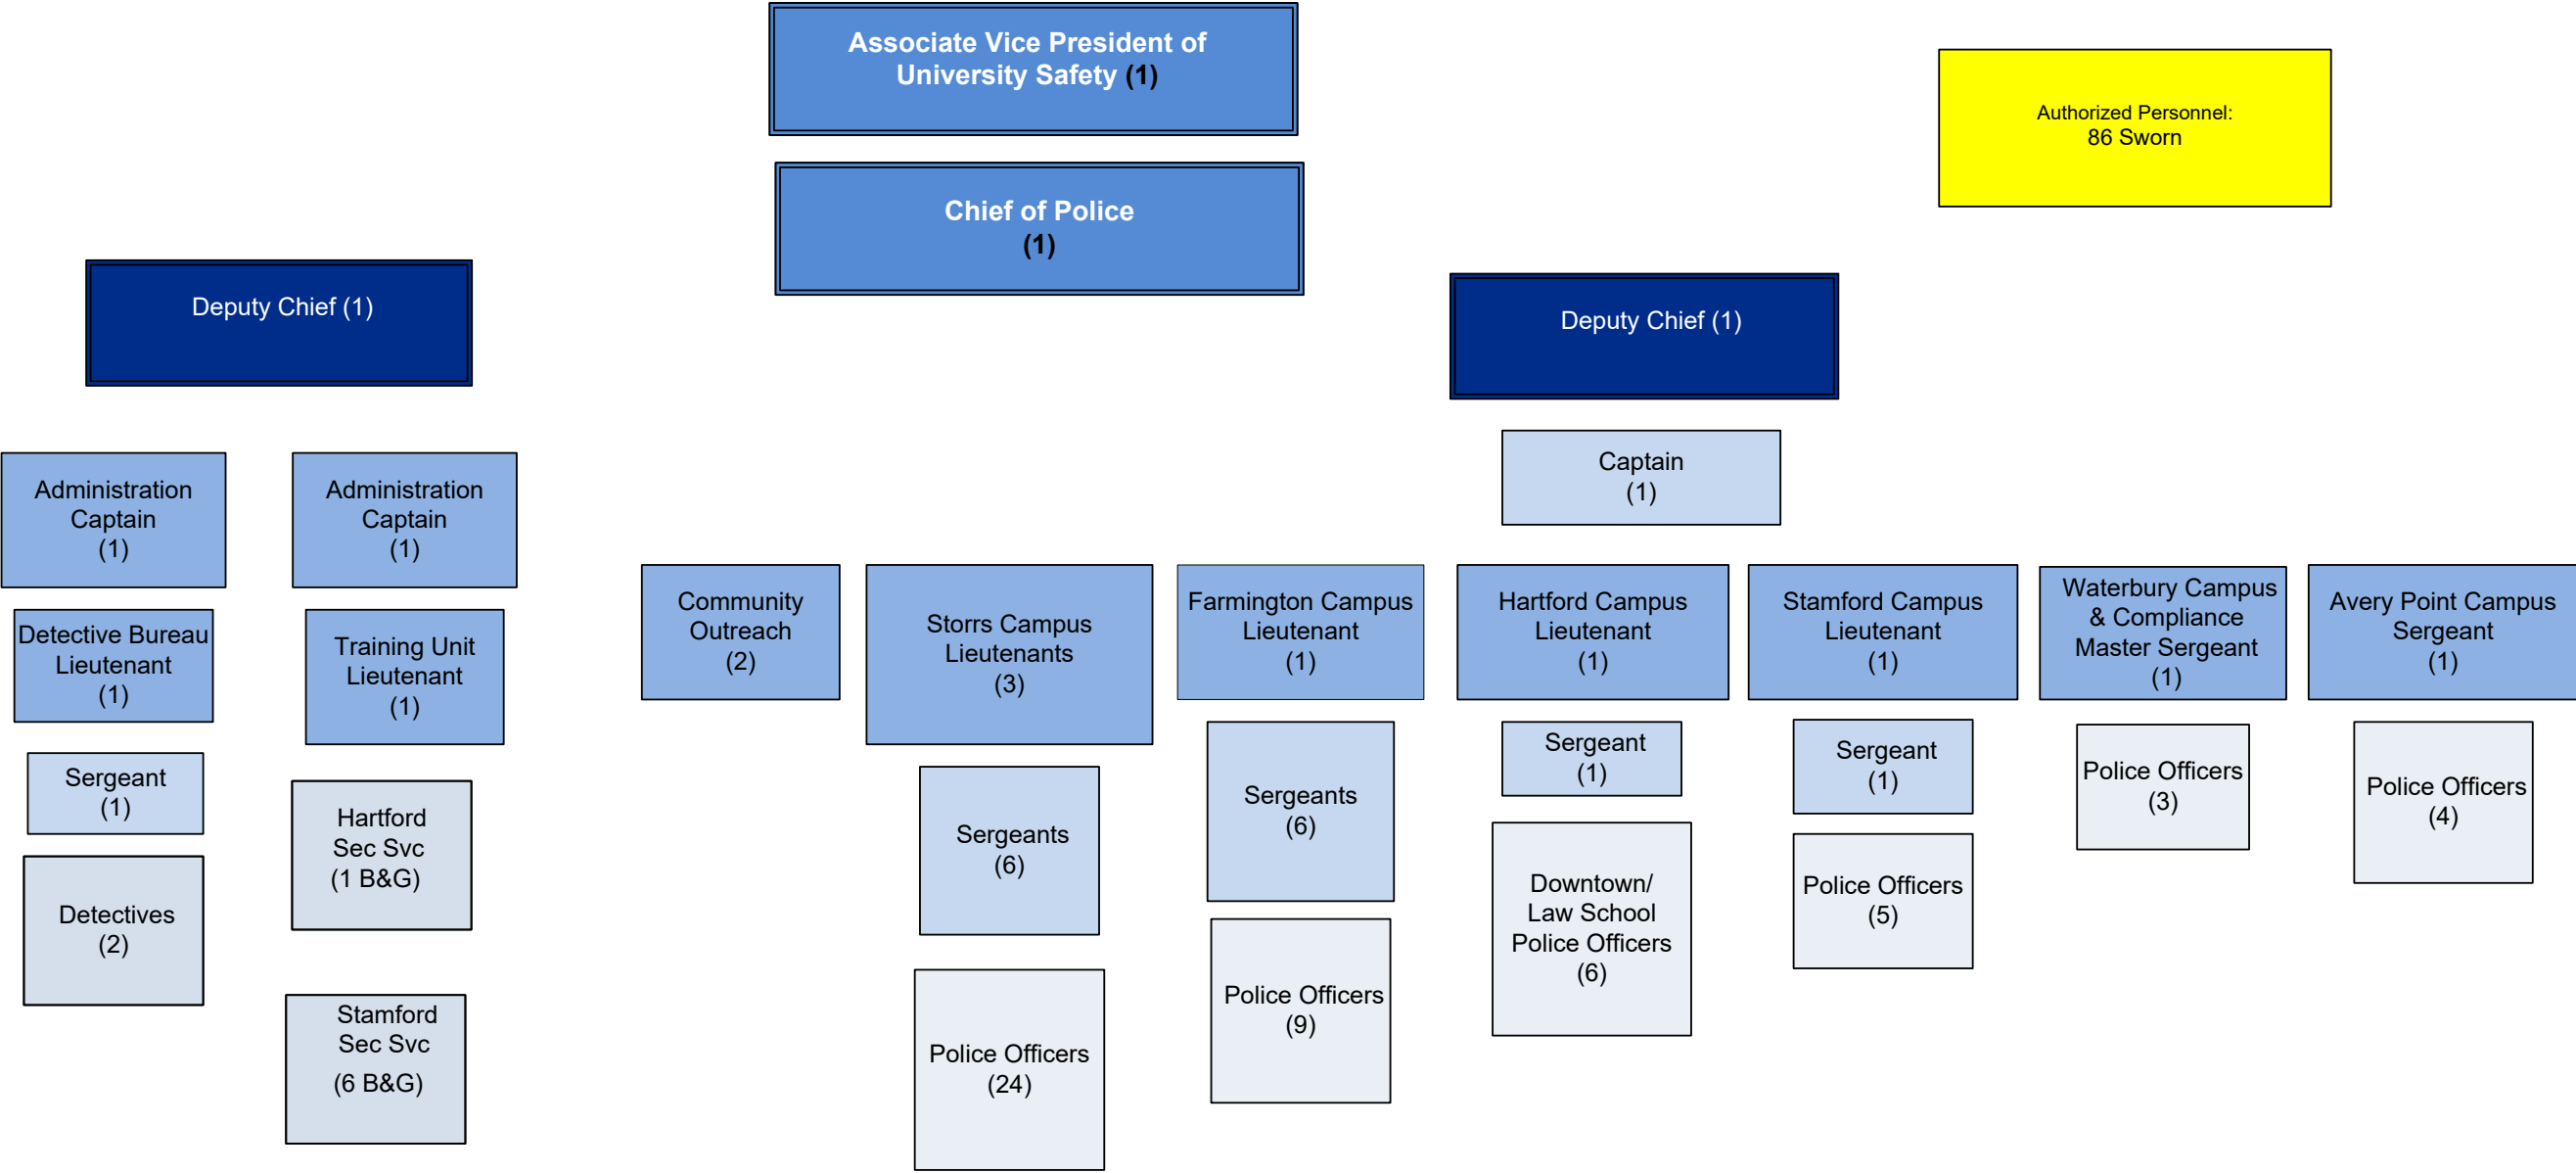 Associate Vice President of
University Safety (1)
Authorized Personnel:
86 Sworn
Chief of Police
(1)
Deputy Chief (1)
Deputy Chief (1)
Captain
(1)
Administration
Captain
(1)
Administration
Captain
(1)
Detective Bureau
Lieutenant
(1)
Training Unit
Lieutenant
(1)
Sergeant
(1)
Hartford
Sec Svc
(1 B&G)
Detectives
(2)
Stamford
Sec Svc
(6 B&G)
Community
Outreach
(2)
Storrs Campus
Lieutenants
(3)
Sergeants
(6)
Police Officers
(24)
Farmington Campus
Lieutenant
(1)
Sergeants
(6)
Police Officers
(9)
Hartford Campus
Lieutenant
(1)
Sergeant
(1)
Downtown/
Law School
Police Officers
(6)
Stamford Campus
Lieutenant
(1)
Sergeant
(1)
Police Officers
(5)
Waterbury Campus
& Compliance
Master Sergeant
(1)
Police Officers
(3)
Avery Point Campus
Sergeant
(1)
Police Officers
(4)